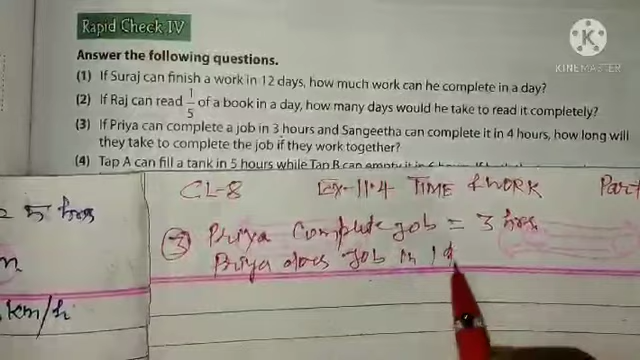 Rapid Check IV
KINEMASTER
Answer the following questions.
(1) If Suraj can finish a work in 12 days, how much work can he complete in a day?
(2) If Raj can read 1/5 of a book in a day, how many days would he take to read it completely?
(3) If Priya can complete a job in 3 hours and Sangeetha can complete it in 4 hours, how long will
they take to complete the job if they work together?
(4) Tap A can fill a tank in 5 hours while Tap B can empty it in
CL-8 EX-11.4 TIME & WORK Part
hrs
(3) Priya Complete job = 3 hrs
Priya does job in 1
km/h